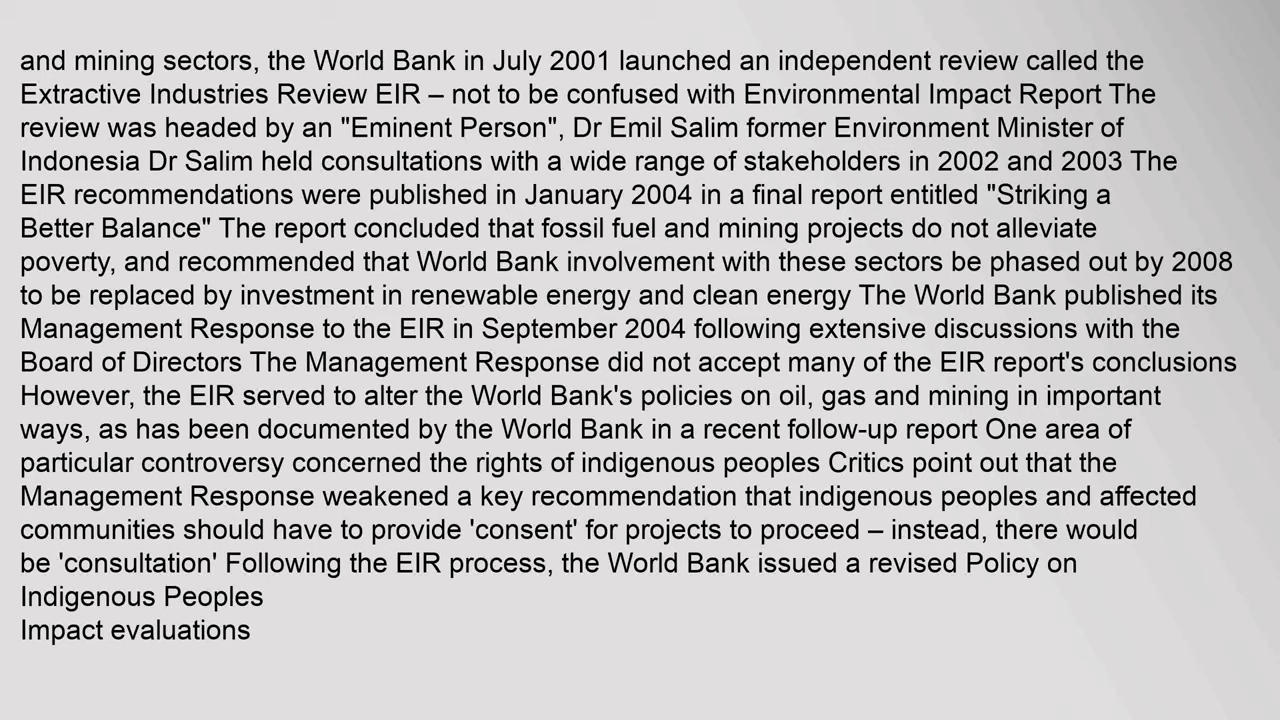 and mining sectors, the World Bank in July 2001 launched an independent review called the
Extractive Industries Review EIR – not to be confused with Environmental Impact Report The
review was headed by an "Eminent Person", Dr Emil Salim former Environment Minister of
Indonesia Dr Salim held consultations with a wide range of stakeholders in 2002 and 2003 The
EIR recommendations were published in January 2004 in a final report entitled "Striking a
Better Balance" The report concluded that fossil fuel and mining projects do not alleviate
poverty, and recommended that World Bank involvement with these sectors be phased out by 2008
to be replaced by investment in renewable energy and clean energy The World Bank published its
Management Response to the EIR in September 2004 following extensive discussions with the
Board of Directors The Management Response did not accept many of the EIR report's conclusions
However, the EIR served to alter the World Bank's policies on oil, gas and mining in important
ways, as has been documented by the World Bank in a recent follow-up report One area of
particular controversy concerned the rights of indigenous peoples Critics point out that the
Management Response weakened a key recommendation that indigenous peoples and affected
communities should have to provide 'consent' for projects to proceed – instead, there would
be 'consultation' Following the EIR process, the World Bank issued a revised Policy on
Indigenous Peoples
Impact evaluations